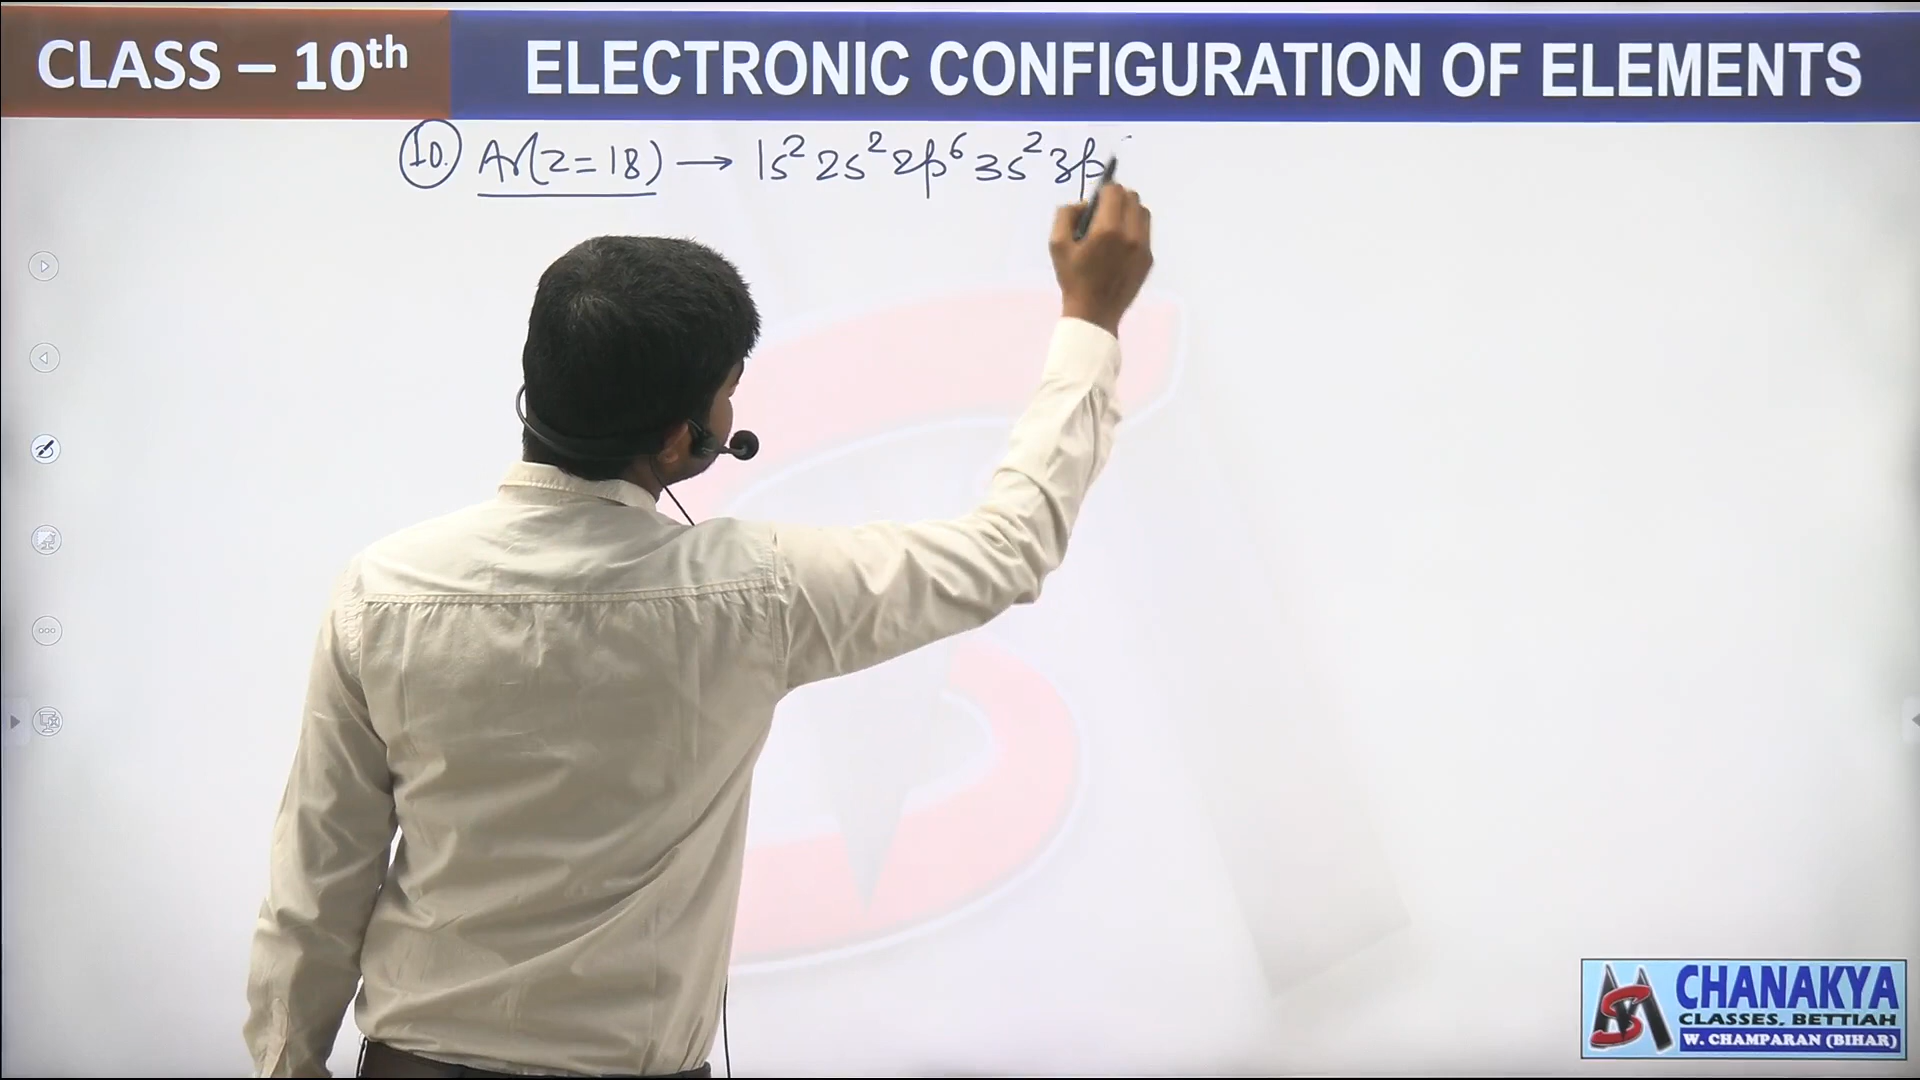 CLASS – 10th
ELECTRONIC CONFIGURATION OF ELEMENTS
10. Ar(z=18) → 1s² 2s² 2p⁶ 3s² 3p
CHANAKYA
CLASSES, BETTIAH
W. CHAMPARAN (BIHAR)